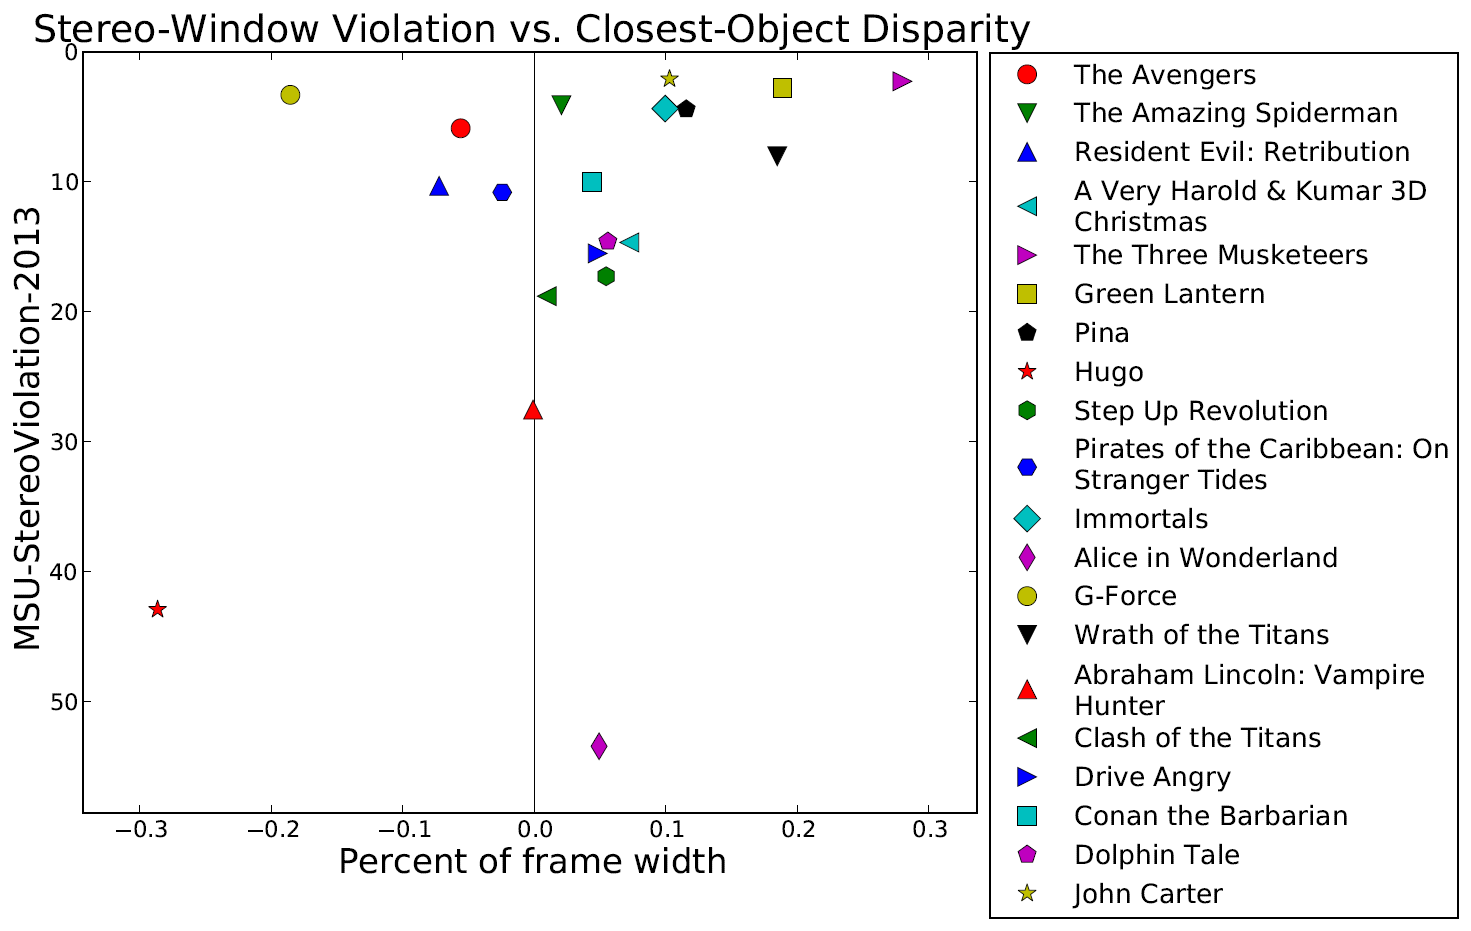 Stereo-Window Violation vs. Closest-Object Disparity
MSU-StereoViolation-2013
0
10
20
30
40
50
−0.3
−0.2
−0.1
0.0
0.1
0.2
0.3
Percent of frame width
The Avengers
The Amazing Spiderman
Resident Evil: Retribution
A Very Harold & Kumar 3D
Christmas
The Three Musketeers
Green Lantern
Pina
Hugo
Step Up Revolution
Pirates of the Caribbean: On
Stranger Tides
Immortals
Alice in Wonderland
G-Force
Wrath of the Titans
Abraham Lincoln: Vampire
Hunter
Clash of the Titans
Drive Angry
Conan the Barbarian
Dolphin Tale
John Carter